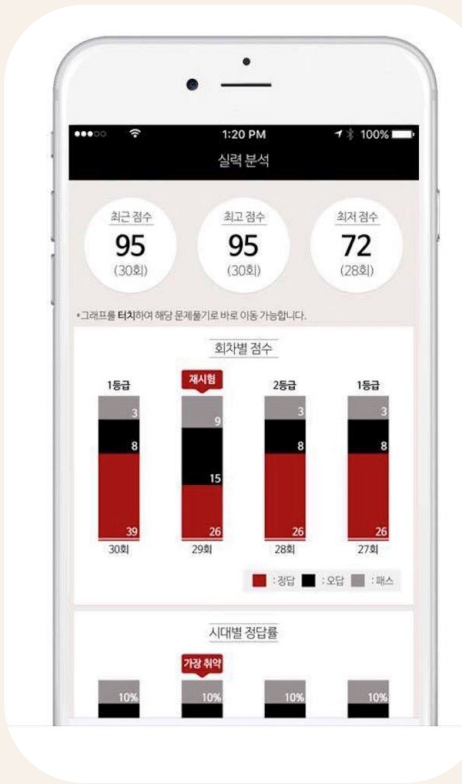 1:20 PM 100%
실력 분석
최근 점수 최고 점수 최저 점수
95 95 72
(30회) (30회) (28회)
*그래프를 터치하여 해당 문제풀기로 바로 이동 가능합니다.
회차별 점수
1등급 재시험 2등급 1등급
3 9 3 3
8 15 8 8
39 26 26 26
30회 29회 28회 27회
: 정답 : 오답 : 패스
시대별 정답률
가장 취약
10% 10% 10% 10%